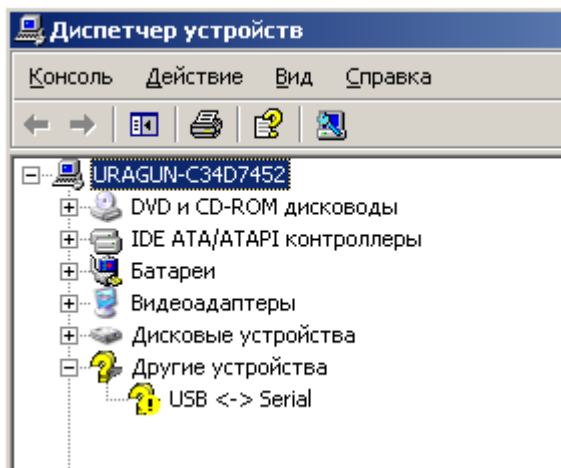 Диспетчер устройств
Консоль Действие Вид Справка
URAGUN-C34D7452
DVD и CD-ROM дисководы
IDE ATA/ATAPI контроллеры
Батареи
Видеоадаптеры
Дисковые устройства
Другие устройства
USB <-> Serial